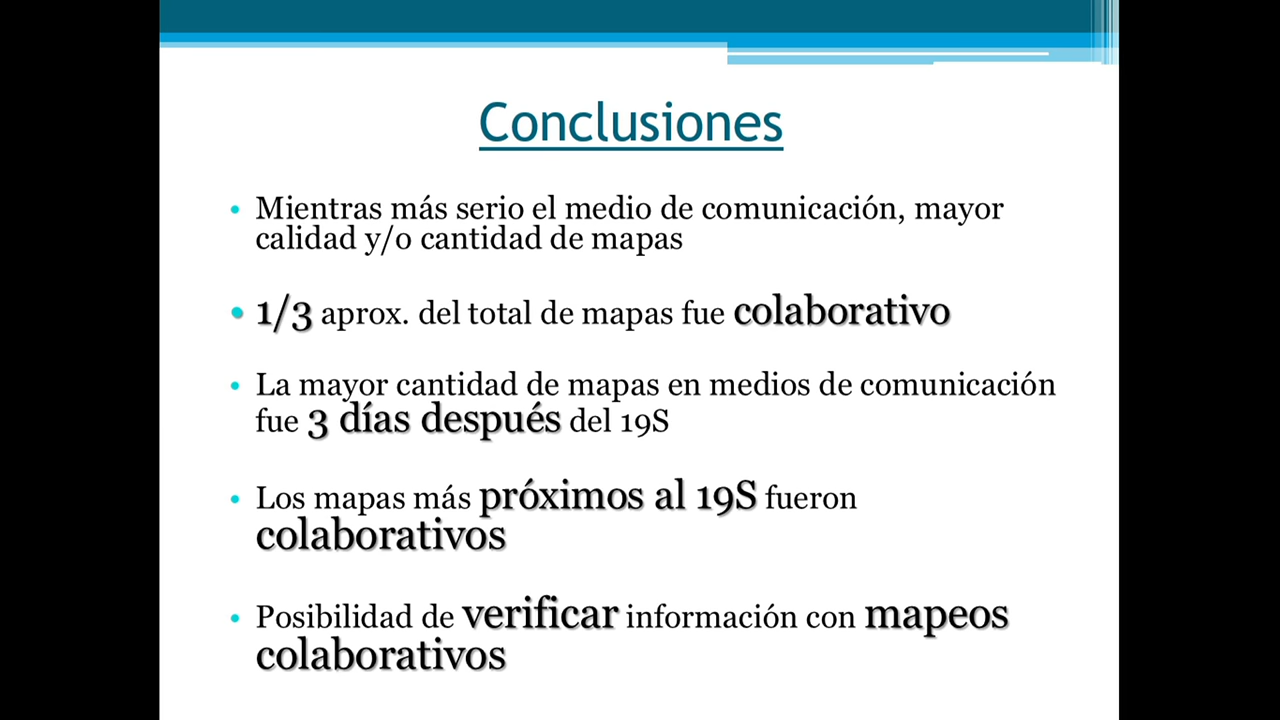 Conclusiones
• Mientras más serio el medio de comunicación, mayor
calidad y/o cantidad de mapas
• 1/3 aprox. del total de mapas fue colaborativo
• La mayor cantidad de mapas en medios de comunicación
fue 3 días después del 19S
• Los mapas más próximos al 19S fueron
colaborativos
• Posibilidad de verificar información con mapeos
colaborativos